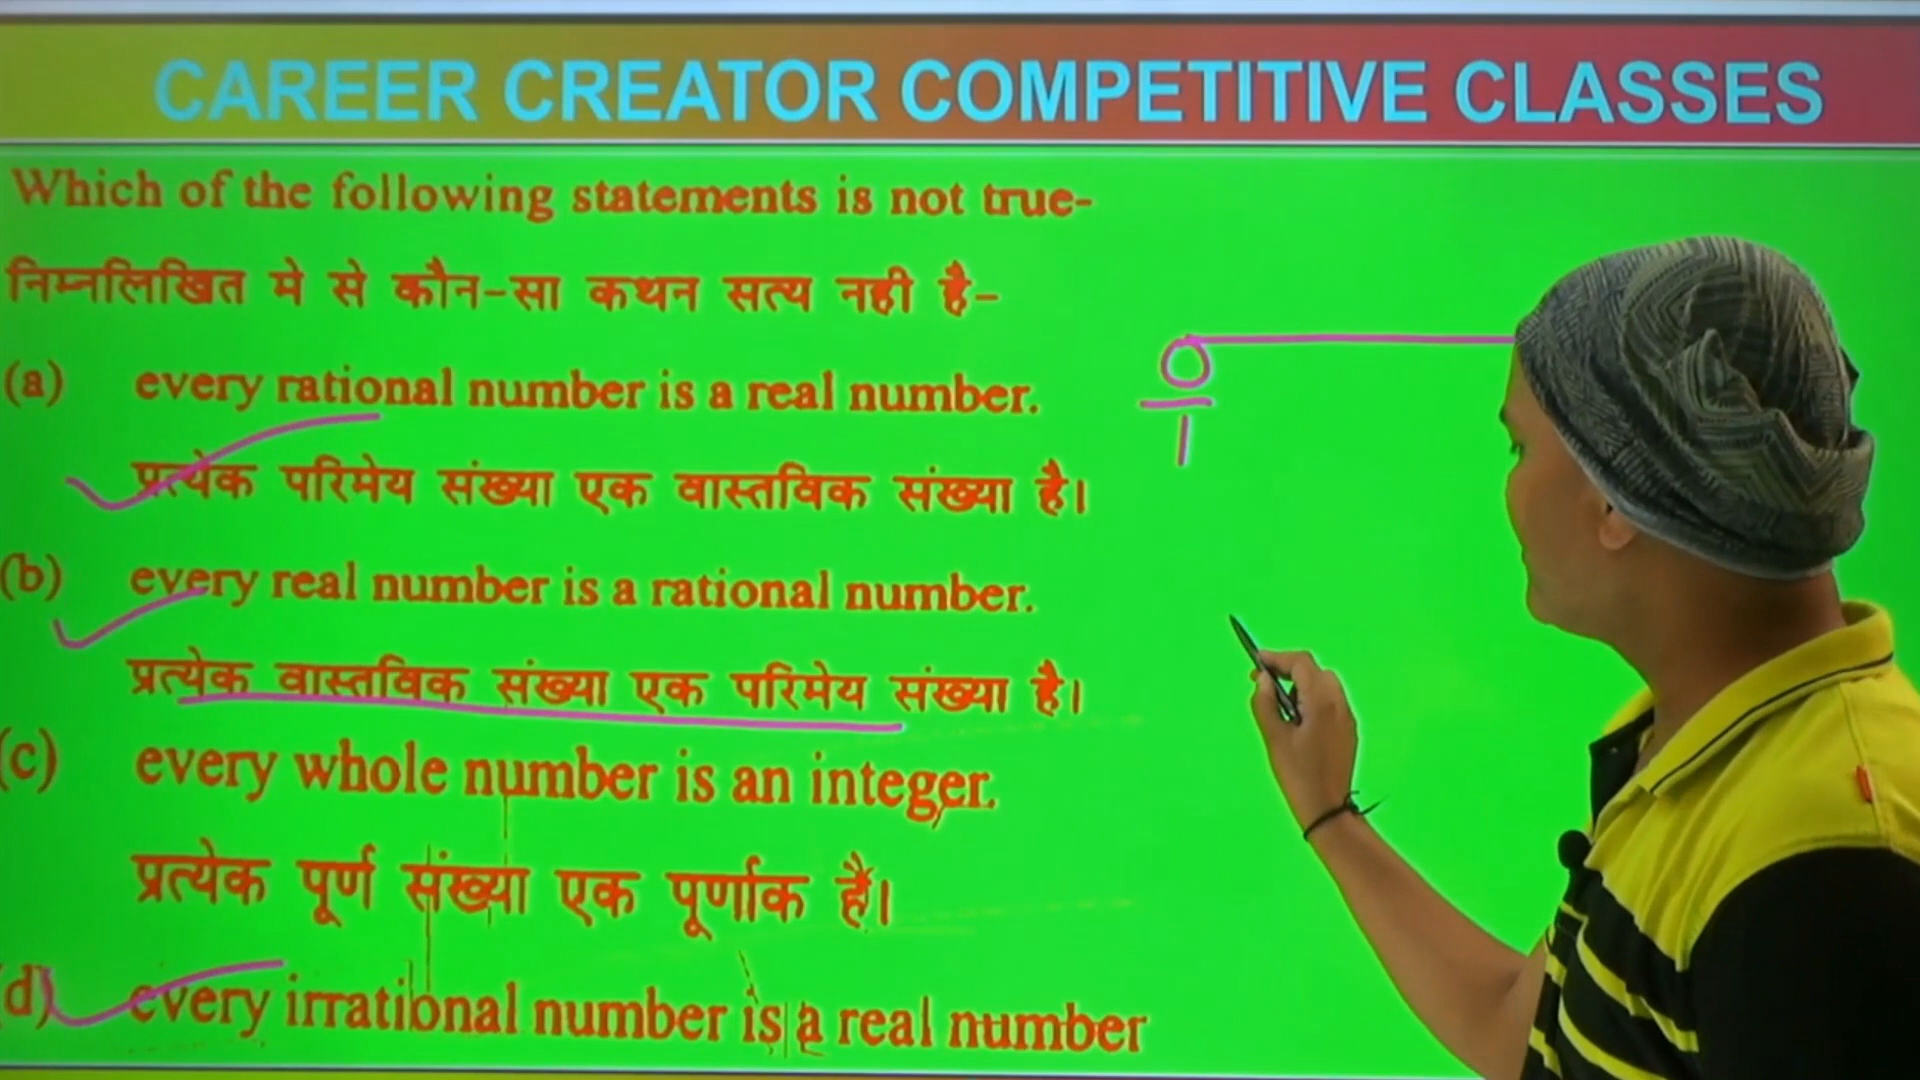 CAREER CREATOR COMPETITIVE CLASSES
Which of the following statements is not true-
निम्नलिखित मे से कौन-सा कथन सत्य नही है-
(a) every rational number is a real number.
प्रत्येक परिमेय संख्या एक वास्तविक संख्या है।
(b) every real number is a rational number.
प्रत्येक वास्तविक संख्या एक परिमेय संख्या है।
(c) every whole number is an integer.
प्रत्येक पूर्ण संख्या एक पूर्णाक है।
(d) every irrational number is a real number
0
1